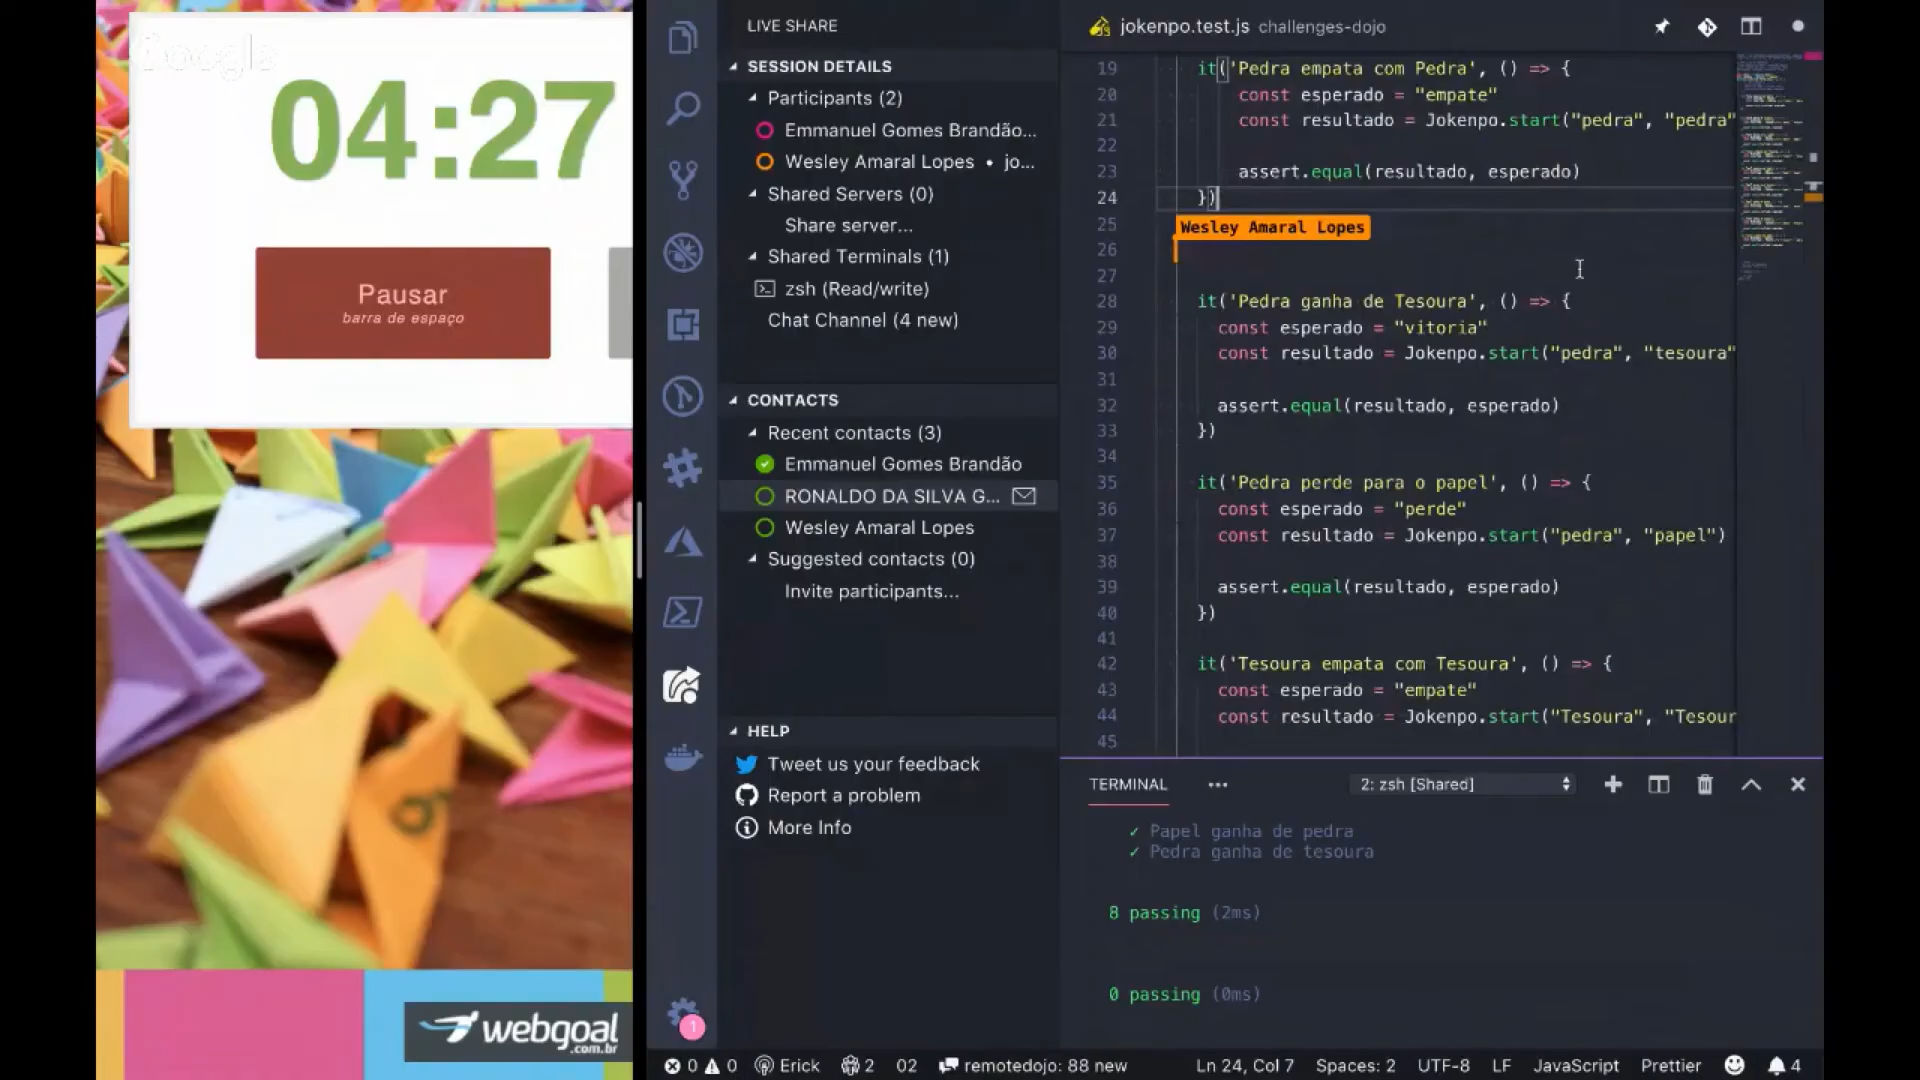 Google
04:27
Pausar
barra de espaço
webgoal
.com.br
LIVE SHARE
SESSION DETAILS
Participants (2)
Emmanuel Gomes Brandão...
Wesley Amaral Lopes • jo...
Shared Servers (0)
Share server...
Shared Terminals (1)
zsh (Read/write)
Chat Channel (4 new)
CONTACTS
Recent contacts (3)
Emmanuel Gomes Brandão
RONALDO DA SILVA G...
Wesley Amaral Lopes
Suggested contacts (0)
Invite participants...
HELP
Tweet us your feedback
Report a problem
More Info
1
jokenpo.test.js challenges-dojo
19 it('Pedra empata com Pedra', () => {
20 const esperado = "empate"
21 const resultado = Jokenpo.start("pedra", "pedra"
22
23 assert.equal(resultado, esperado)
24 })
25 Wesley Amaral Lopes
26
27
28 it('Pedra ganha de Tesoura', () => {
29 const esperado = "vitoria"
30 const resultado = Jokenpo.start("pedra", "tesoura"
31
32 assert.equal(resultado, esperado)
33 })
34
35 it('Pedra perde para o papel', () => {
36 const esperado = "perde"
37 const resultado = Jokenpo.start("pedra", "papel")
38
39 assert.equal(resultado, esperado)
40 })
41
42 it('Tesoura empata com Tesoura', () => {
43 const esperado = "empate"
44 const resultado = Jokenpo.start("Tesoura", "Tesour
45
TERMINAL ... 2: zsh [Shared]
✓ Papel ganha de pedra
✓ Pedra ganha de tesoura
8 passing (2ms)
0 passing (0ms)
0 0 Erick 2 02 remotedojo: 88 new Ln 24, Col 7 Spaces: 2 UTF-8 LF JavaScript Prettier 4